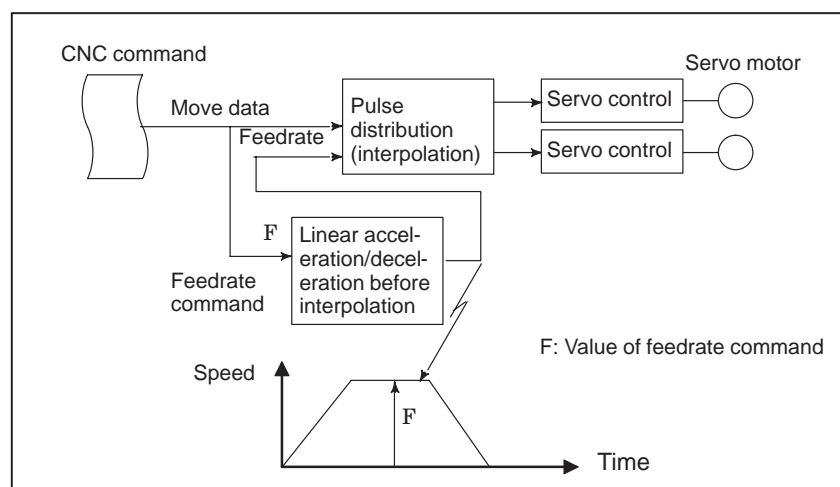 CNC command
Servo motor
Move data
Feedrate
Pulse
distribution
(interpolation)
Servo control
Servo control
F
Feedrate
command
Linear accel-
eration/decel-
eration before
interpolation
F: Value of feedrate command
Speed
F
Time